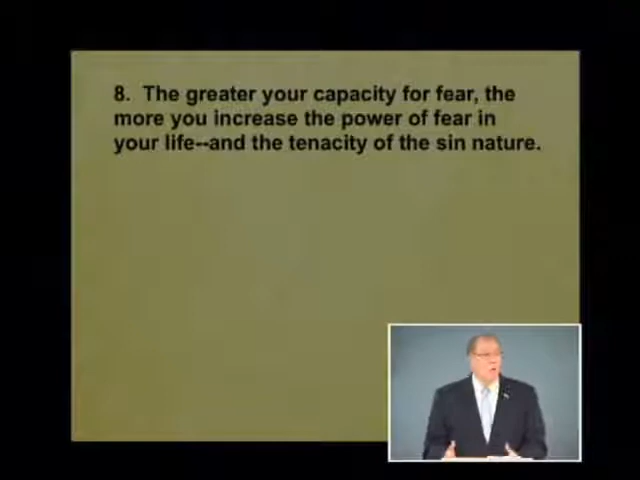 8. The greater your capacity for fear, the
more you increase the power of fear in
your life--and the tenacity of the sin nature.